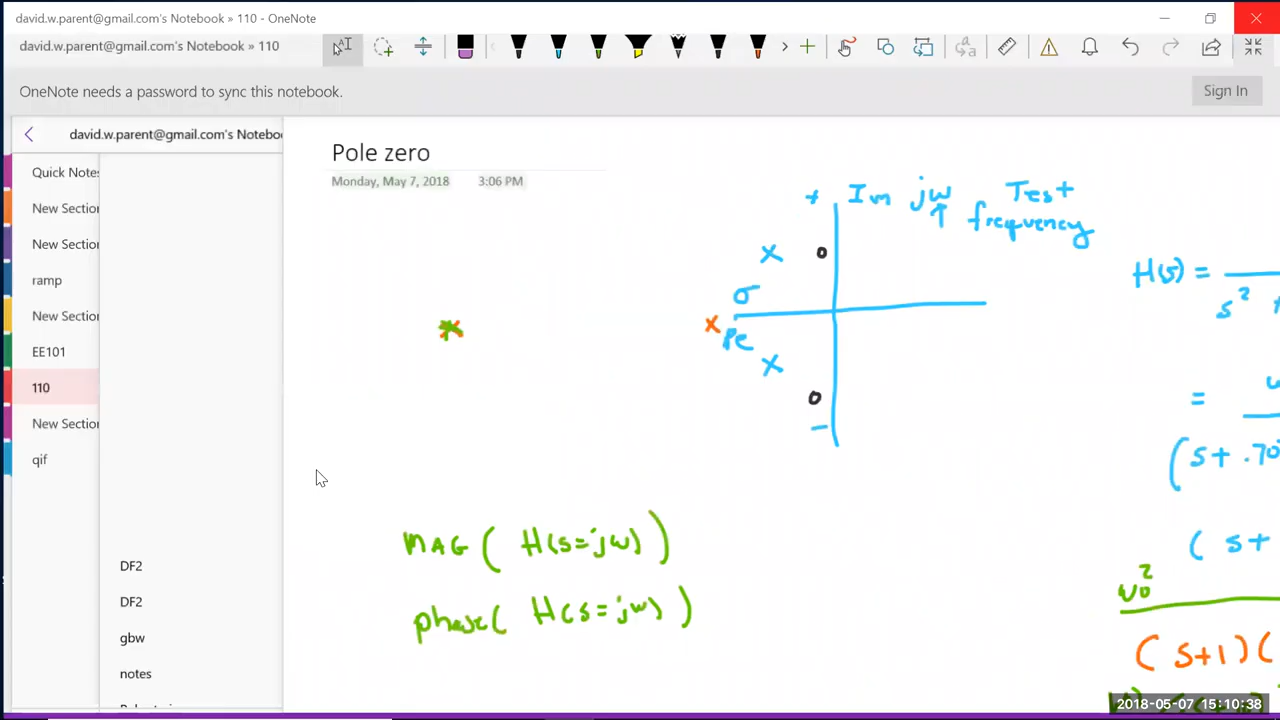 david.w.parent@gmail.com's Notebook » 110 - OneNote
david.w.parent@gmail.com's Notebook » 110
OneNote needs a password to sync this notebook.
Sign In
david.w.parent@gmail.com's Notebo
Quick Notes
New Section
New Section
ramp
New Section
EE101
110
New Section
qif
DF2
DF2
gbw
notes
Pole zero
Monday, May 7, 2018 3:06 PM
+ Im jw Test
↑ frequency
x o
σ
x
Re
x
o
−
H(s) =
s²
=
(s+ .70
( s+
ω₀²
(s+1)(
MAG ( H(s=jω) )
phase( H(s=jω) )
2018-05-07 15:10:38